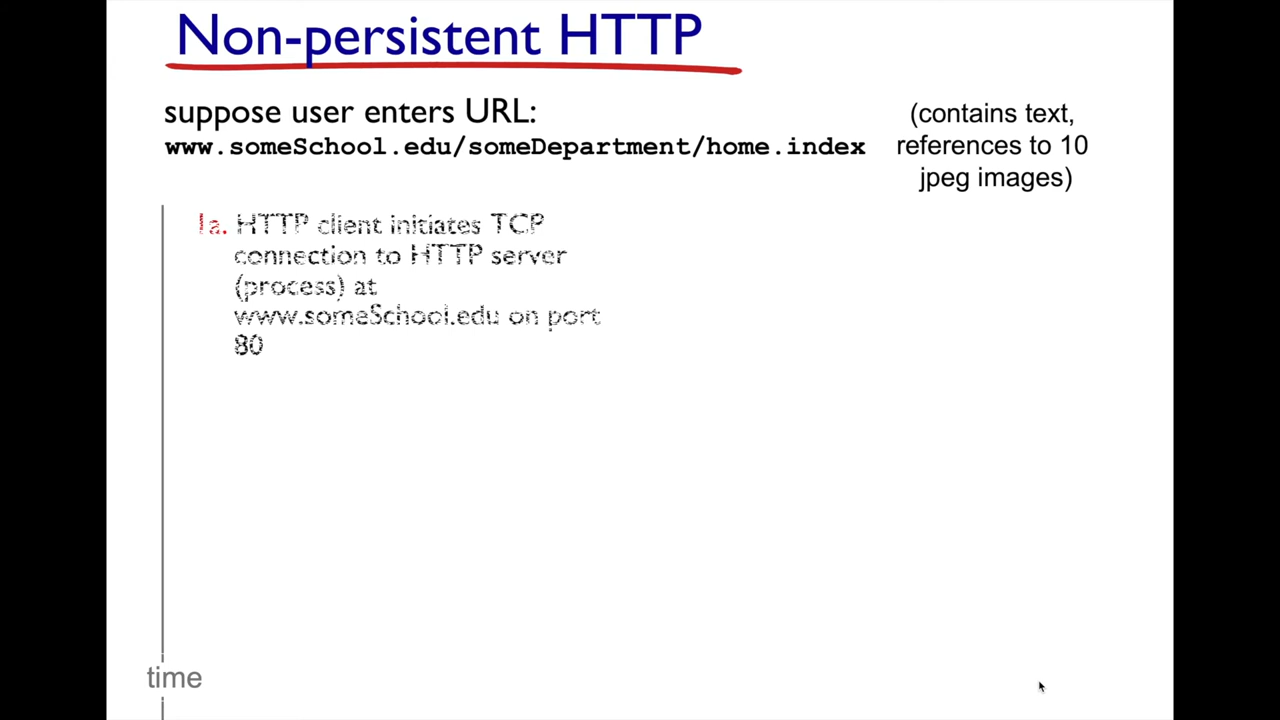 Non-persistent HTTP
suppose user enters URL:
www.someSchool.edu/someDepartment/home.index
(contains text,
references to 10
jpeg images)
1a. HTTP client initiates TCP
connection to HTTP server
(process) at
www.someSchool.edu on port
80
time